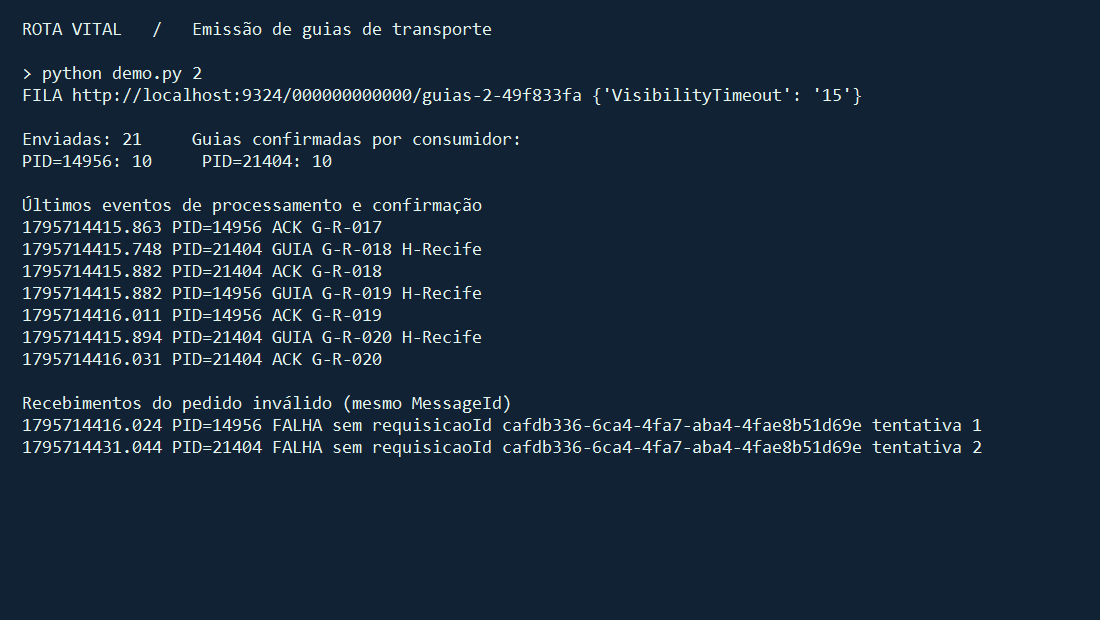 ROTA VITAL / Emissão de guias de transporte
> python demo.py 2
FILA http://localhost:9324/000000000000/guias-2-49f833fa {'VisibilityTimeout': '15'}
Enviadas: 21 Guias confirmadas por consumidor:
PID=14956: 10 PID=21404: 10
Últimos eventos de processamento e confirmação
1795714415.863 PID=14956 ACK G-R-017
1795714415.748 PID=21404 GUIA G-R-018 H-Recife
1795714415.882 PID=21404 ACK G-R-018
1795714415.882 PID=14956 GUIA G-R-019 H-Recife
1795714416.011 PID=14956 ACK G-R-019
1795714415.894 PID=21404 GUIA G-R-020 H-Recife
1795714416.031 PID=21404 ACK G-R-020
Recebimentos do pedido inválido (mesmo MessageId)
1795714416.024 PID=14956 FALHA sem requisicaoId cafdb336-6ca4-4fa7-aba4-4fae8b51d69e tentativa 1
1795714431.044 PID=21404 FALHA sem requisicaoId cafdb336-6ca4-4fa7-aba4-4fae8b51d69e tentativa 2